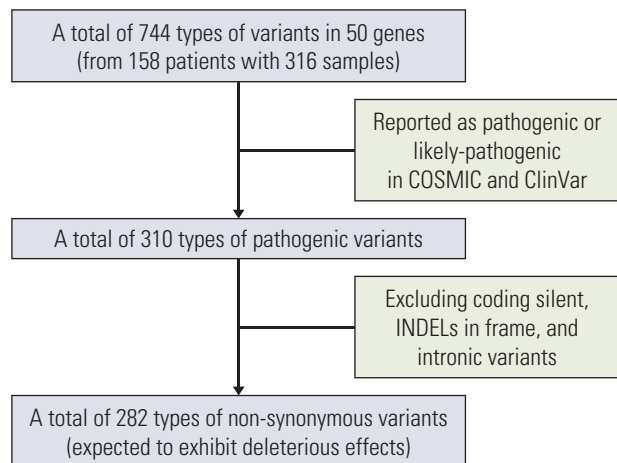 A total of 744 types of variants in 50 genes
(from 158 patients with 316 samples)
Reported as pathogenic or
likely-pathogenic
in COSMIC and ClinVar
A total of 310 types of pathogenic variants
Excluding coding silent,
INDELs in frame, and
intronic variants
A total of 282 types of non-synonymous variants
(expected to exhibit deleterious effects)